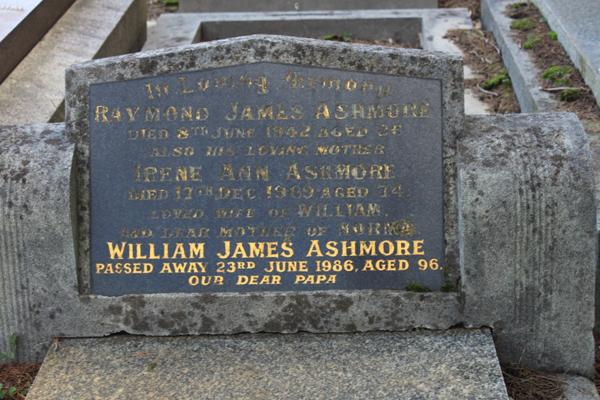 In Loving Memory
RAYMOND JAMES ASHMORE
DIED 8TH JUNE 1942 AGED 25
ALSO HIS LOVING MOTHER
IRENE ANN ASHMORE
DIED 17TH DEC 1969 AGED 74.
LOVED WIFE OF WILLIAM.
AND DEAR MOTHER OF NORMA.
WILLIAM JAMES ASHMORE
PASSED AWAY 23RD JUNE 1986, AGED 96.
OUR DEAR PAPA